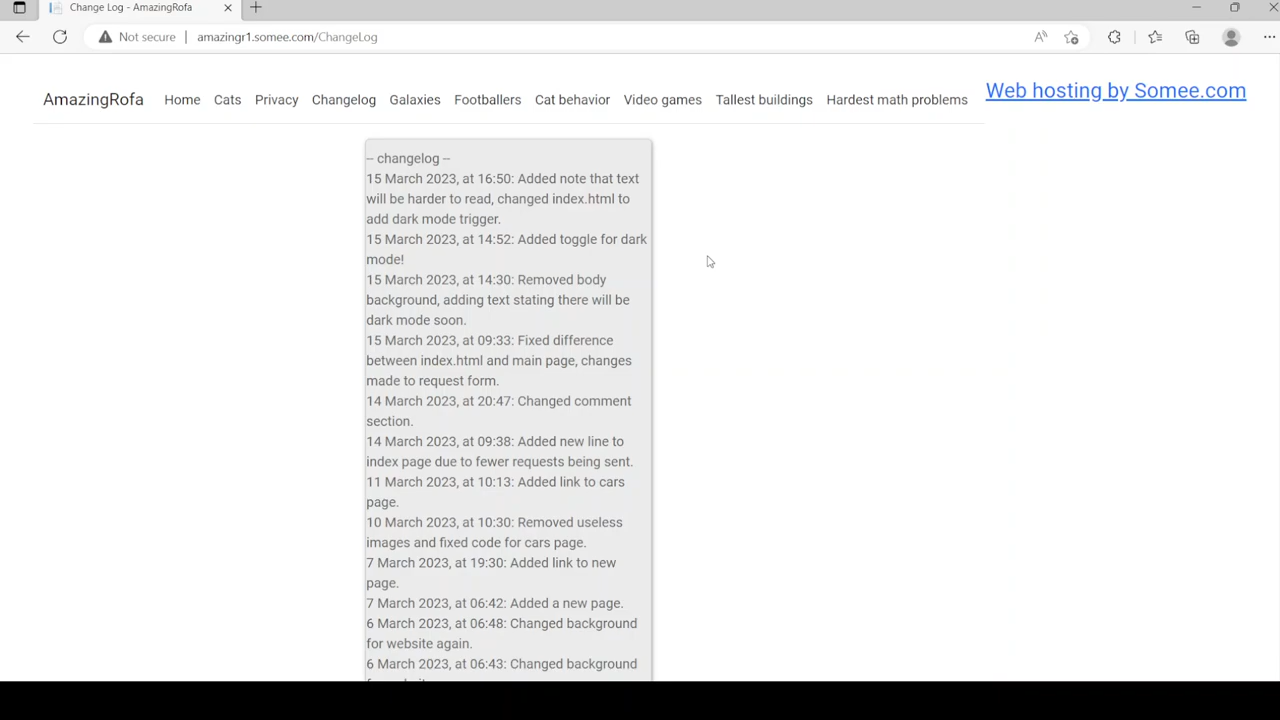 Change Log - AmazingRofa
Not secure
amazingr1.somee.com/ChangeLog
AmazingRofa Home Cats Privacy Changelog Galaxies Footballers Cat behavior Video games Tallest buildings Hardest math problems
Web hosting by Somee.com
-- changelog --
15 March 2023, at 16:50: Added note that text
will be harder to read, changed index.html to
add dark mode trigger.
15 March 2023, at 14:52: Added toggle for dark
mode!
15 March 2023, at 14:30: Removed body
background, adding text stating there will be
dark mode soon.
15 March 2023, at 09:33: Fixed difference
between index.html and main page, changes
made to request form.
14 March 2023, at 20:47: Changed comment
section.
14 March 2023, at 09:38: Added new line to
index page due to fewer requests being sent.
11 March 2023, at 10:13: Added link to cars
page.
10 March 2023, at 10:30: Removed useless
images and fixed code for cars page.
7 March 2023, at 19:30: Added link to new
page.
7 March 2023, at 06:42: Added a new page.
6 March 2023, at 06:48: Changed background
for website again.
6 March 2023, at 06:43: Changed background